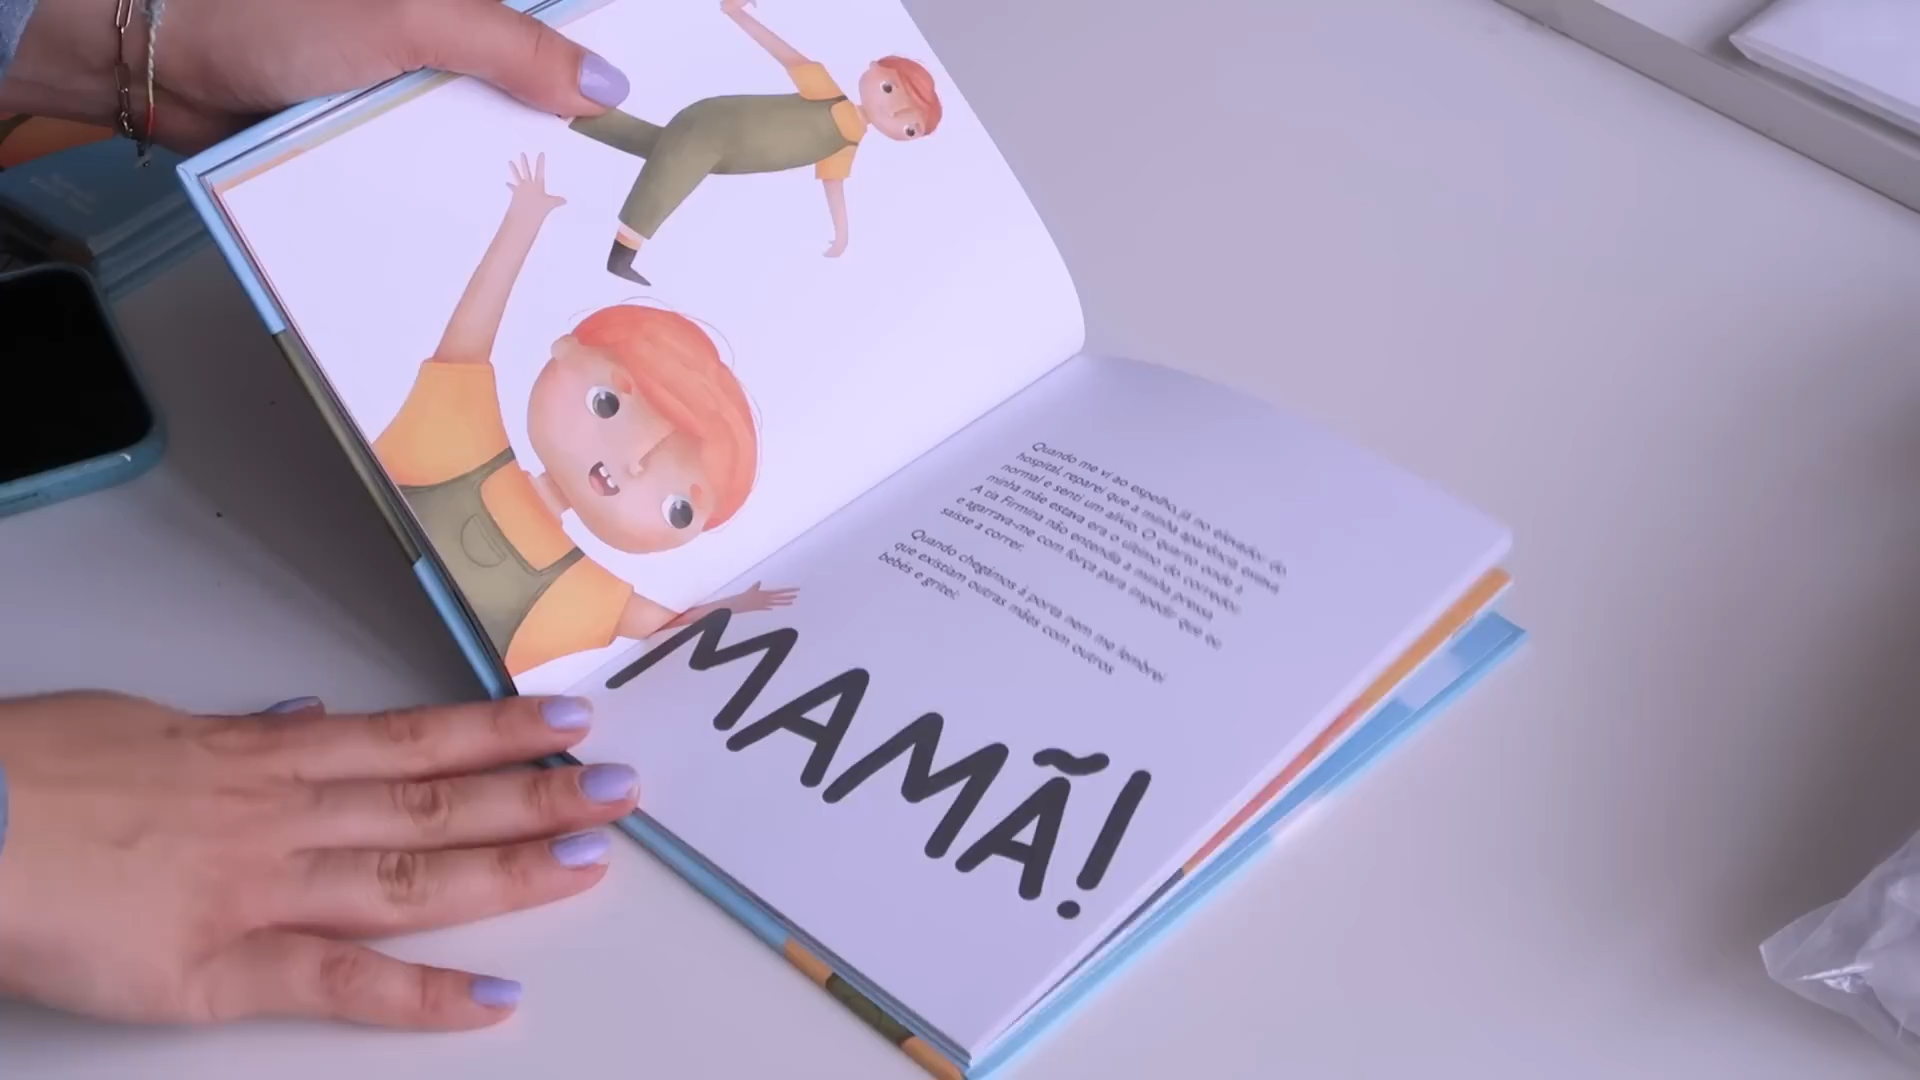 Quando me vi ao espelho, já no elevador do
hospital, reparei que a minha aparência estava
normal e senti um alívio. O quarto onde a
minha mãe estava era o último do corredor.
A tia Firmina não entendia a minha pressa
e agarrava-me com força para impedir que eu
saísse a correr.
Quando chegámos à porta nem me lembrei
que existiam outras mães com outros
bebés e gritei:
MAMÃ!